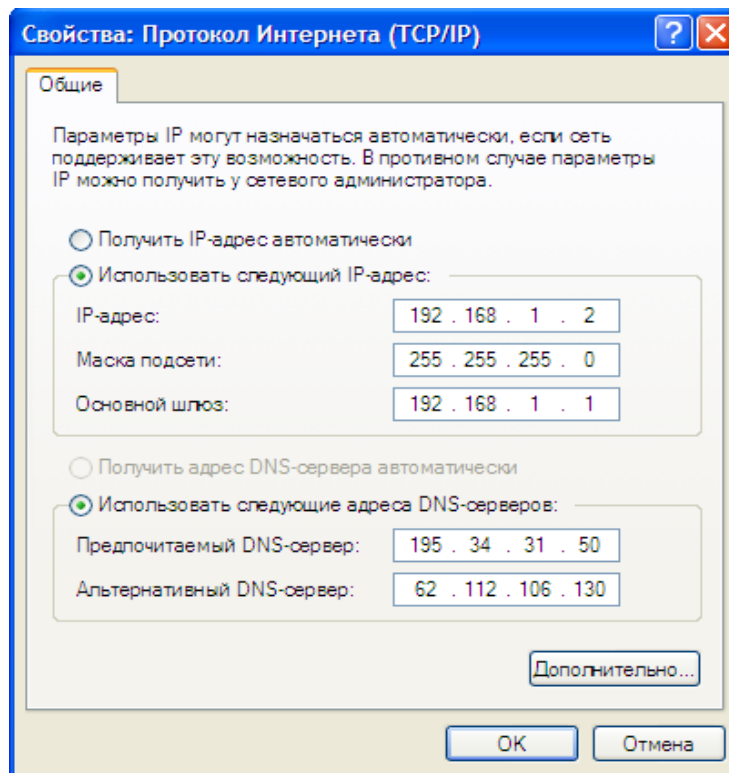 Свойства: Протокол Интернета (TCP/IP)
?
Общие
Параметры IP могут назначаться автоматически, если сеть
поддерживает эту возможность. В противном случае параметры
IP можно получить у сетевого администратора.
Получить IP-адрес автоматически
Использовать следующий IP-адрес:
IP-адрес: 192 . 168 . 1 . 2
Маска подсети: 255 . 255 . 255 . 0
Основной шлюз: 192 . 168 . 1 . 1
Получить адрес DNS-сервера автоматически
Использовать следующие адреса DNS-серверов:
Предпочитаемый DNS-сервер: 195 . 34 . 31 . 50
Альтернативный DNS-сервер: 62 . 112 . 106 . 130
Дополнительно...
OK Отмена